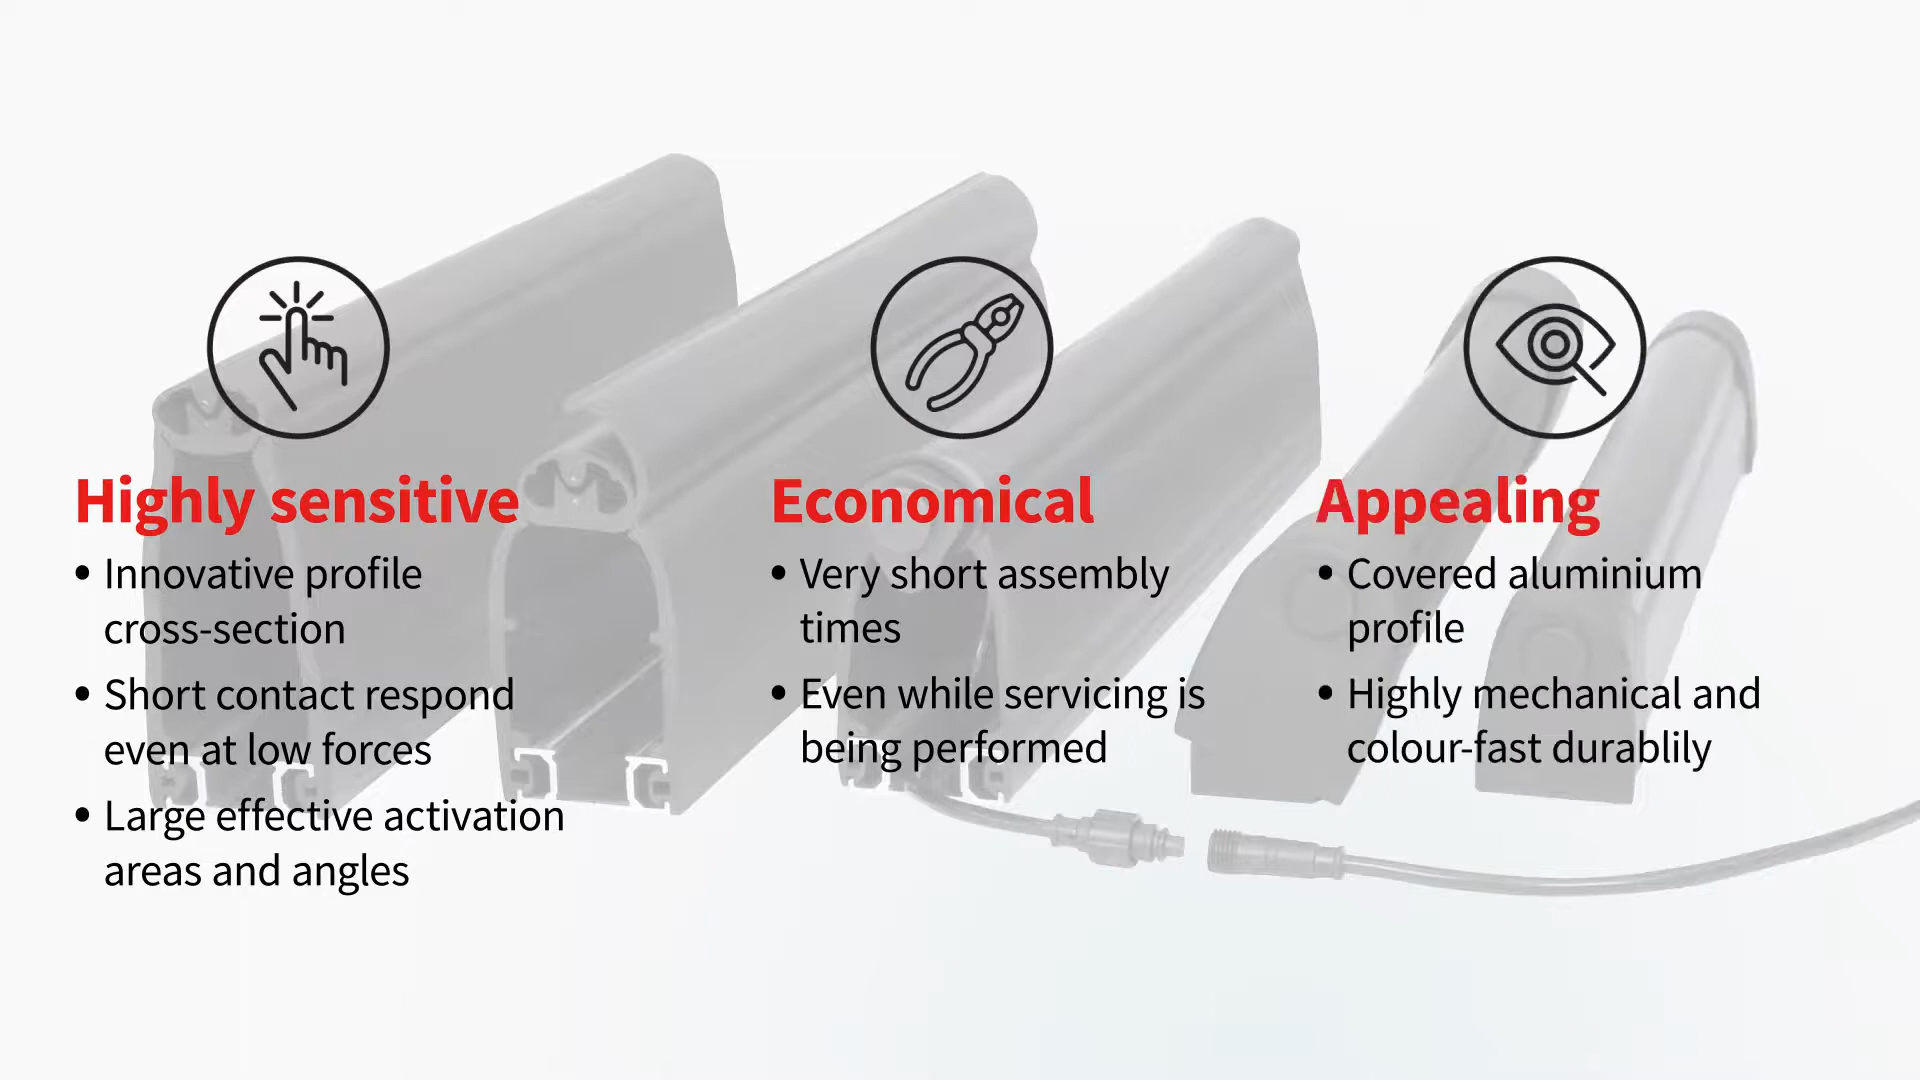 Highly sensitive
• Innovative profile
cross-section
• Short contact respond
even at low forces
• Large effective activation
areas and angles
Economical
• Very short assembly
times
• Even while servicing is
being performed
Appealing
• Covered aluminium
profile
• Highly mechanical and
colour-fast durablily